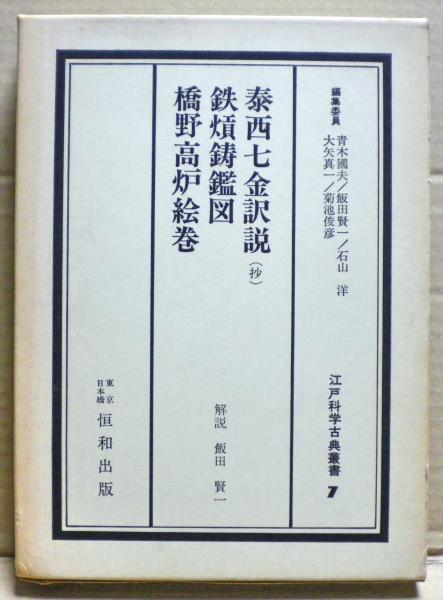 編集委員
青木國夫/飯田賢一/石山　洋
大矢真一/菊池俊彦
江戸科学古典叢書 7
泰西七金訳説(抄)
鉄熕鋳鑑図
橋野高炉絵巻
解説 飯田 賢一
東京
日本橋
恒和出版